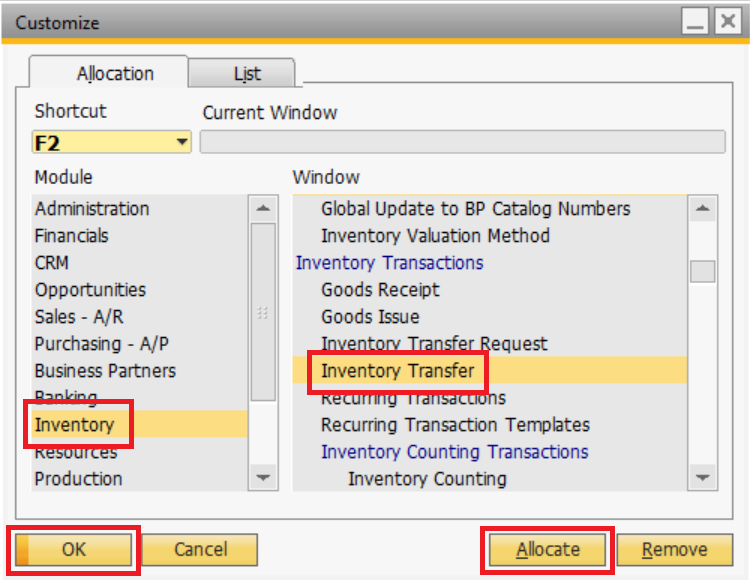 Customize
Allocation List
Shortcut Current Window
F2
Module
Administration
Financials
CRM
Opportunities
Sales - A/R
Purchasing - A/P
Business Partners
Banking
Inventory
Resources
Production
Window
Global Update to BP Catalog Numbers
Inventory Valuation Method
Inventory Transactions
Goods Receipt
Goods Issue
Inventory Transfer Request
Inventory Transfer
Recurring Transactions
Recurring Transaction Templates
Inventory Counting Transactions
Inventory Counting
OK Cancel Allocate Remove